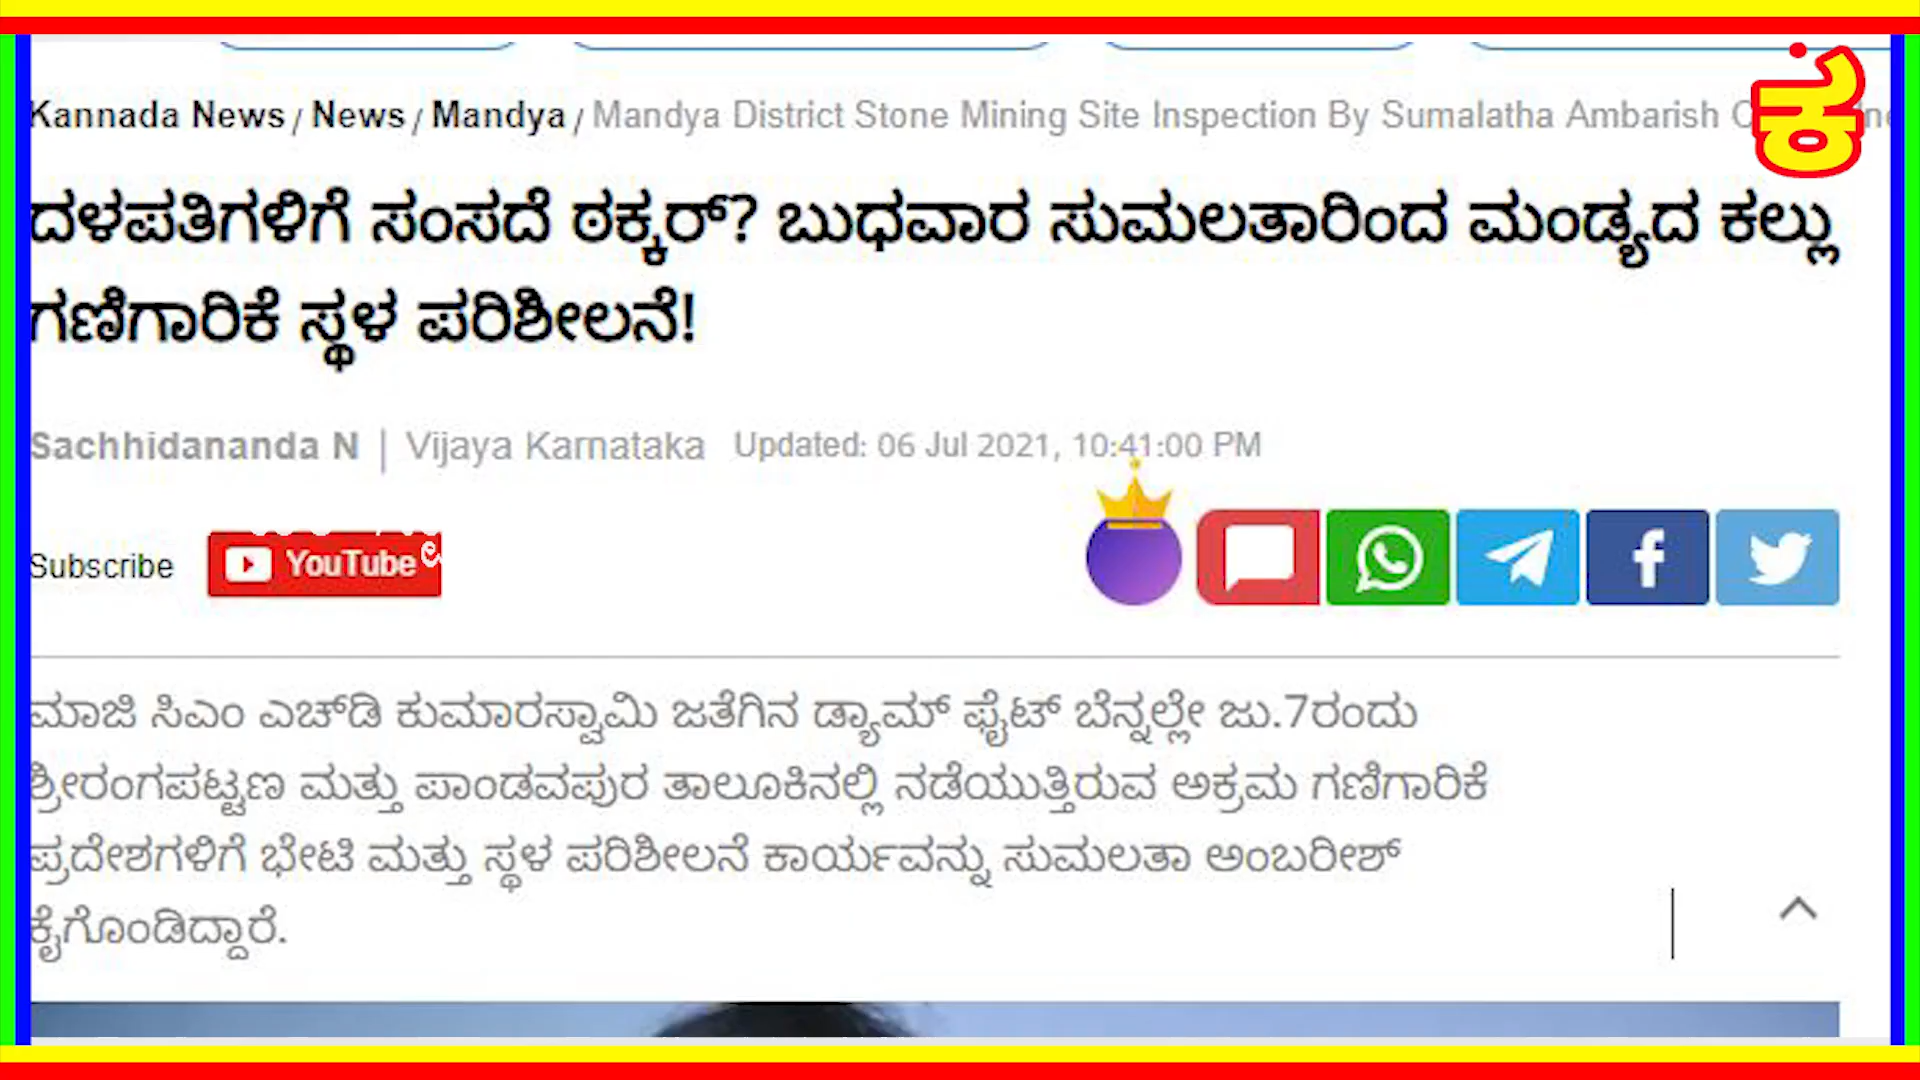 Kannada News / News / Mandya / Mandya District Stone Mining Site Inspection By Sumalatha Ambarish
ಕ
ದಳಪತಿಗಳಿಗೆ ಸಂಸದೆ ಠಕ್ಕರ್? ಬುಧವಾರ ಸುಮಲತಾರಿಂದ ಮಂಡ್ಯದ ಕಲ್ಲು
ಗಣಿಗಾರಿಕೆ ಸ್ಥಳ ಪರಿಶೀಲನೆ!
Sachhidananda N | Vijaya Karnataka Updated: 06 Jul 2021, 10:41:00 PM
Subscribe YouTube
ಮಾಜಿ ಸಿಎಂ ಎಚ್‌ಡಿ ಕುಮಾರಸ್ವಾಮಿ ಜತೆಗಿನ ಡ್ಯಾಮ್ ಫೈಟ್ ಬೆನ್ನಲ್ಲೇ ಜು.7ರಂದು
ಶ್ರೀರಂಗಪಟ್ಟಣ ಮತ್ತು ಪಾಂಡವಪುರ ತಾಲೂಕಿನಲ್ಲಿ ನಡೆಯುತ್ತಿರುವ ಅಕ್ರಮ ಗಣಿಗಾರಿಕೆ
ಪ್ರದೇಶಗಳಿಗೆ ಭೇಟಿ ಮತ್ತು ಸ್ಥಳ ಪರಿಶೀಲನೆ ಕಾರ್ಯವನ್ನು ಸುಮಲತಾ ಅಂಬರೀಶ್
ಕೈಗೊಂಡಿದ್ದಾರೆ.